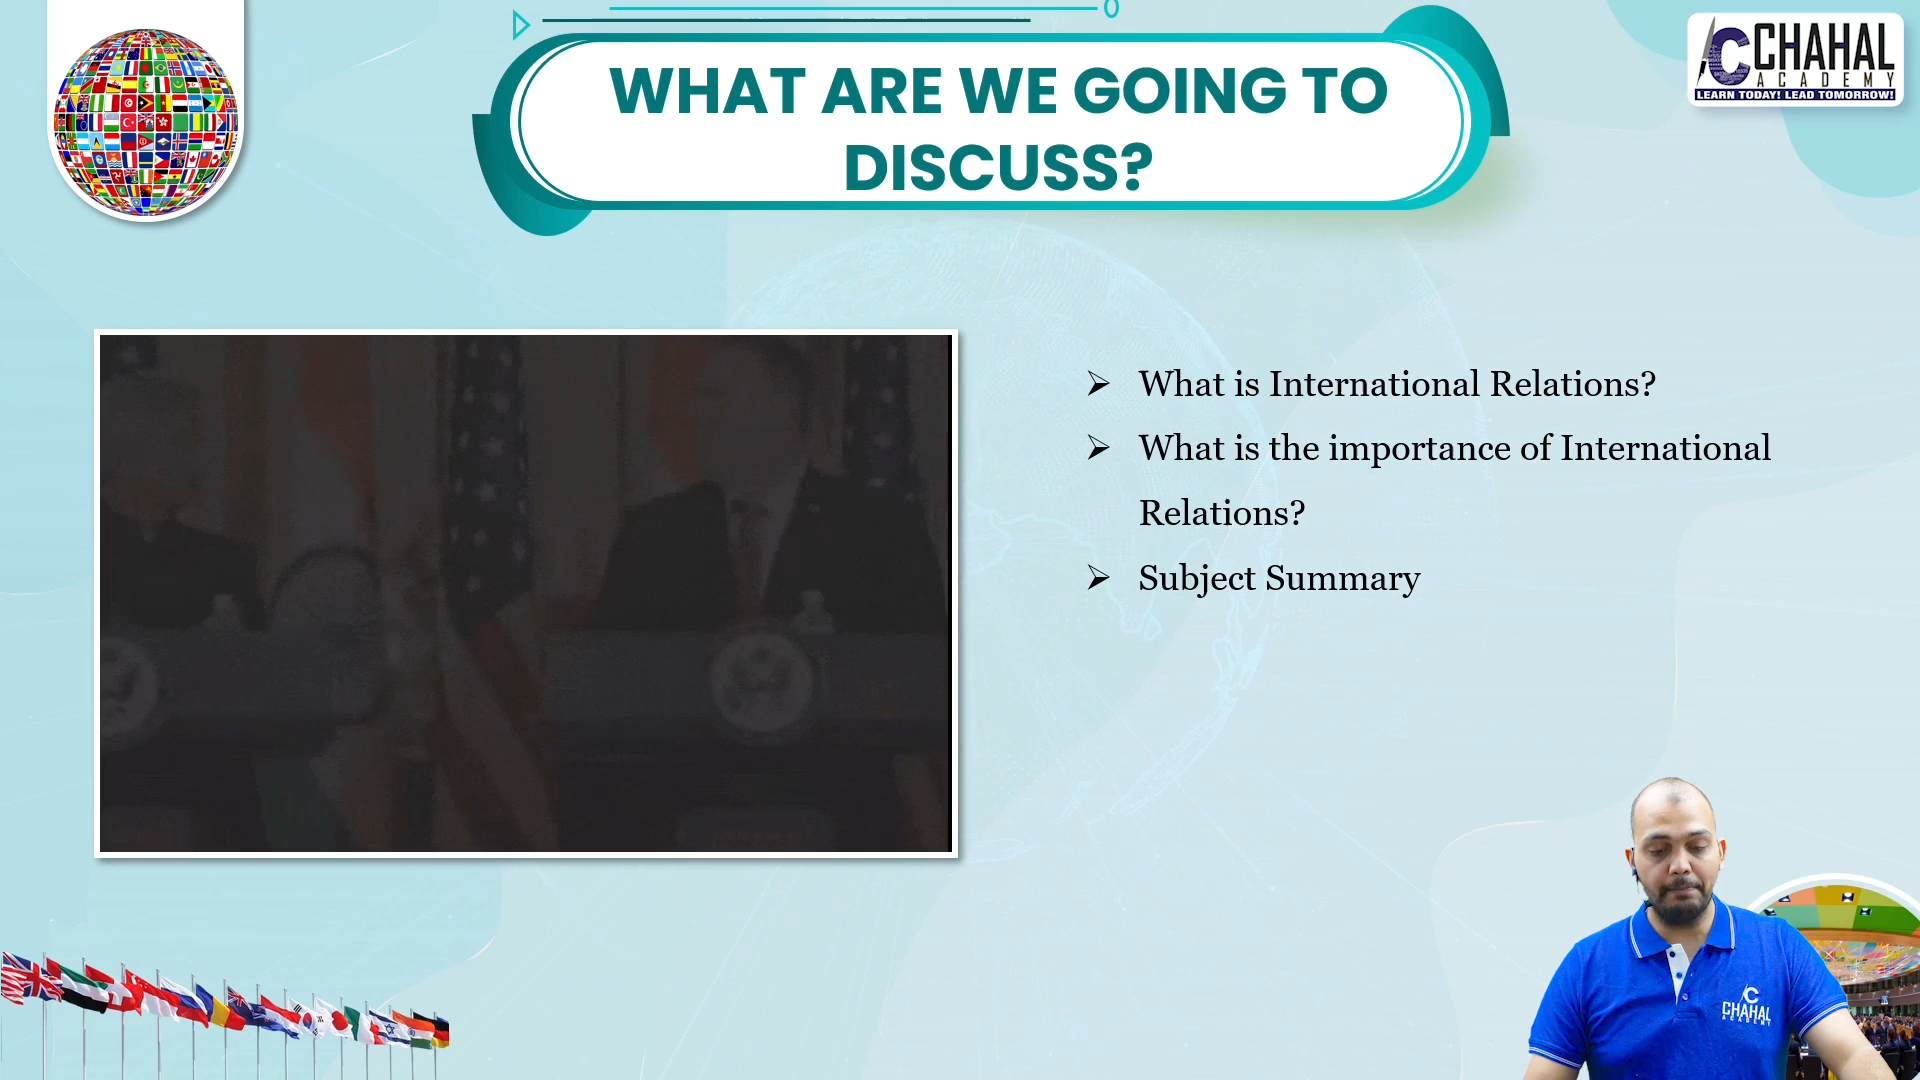 WHAT ARE WE GOING TO
DISCUSS?
CHAHAL
ACADEMY
LEARN TODAY! LEAD TOMORROW!
➢ What is International Relations?
➢ What is the importance of International
Relations?
➢ Subject Summary
CHAHAL
ACADEMY